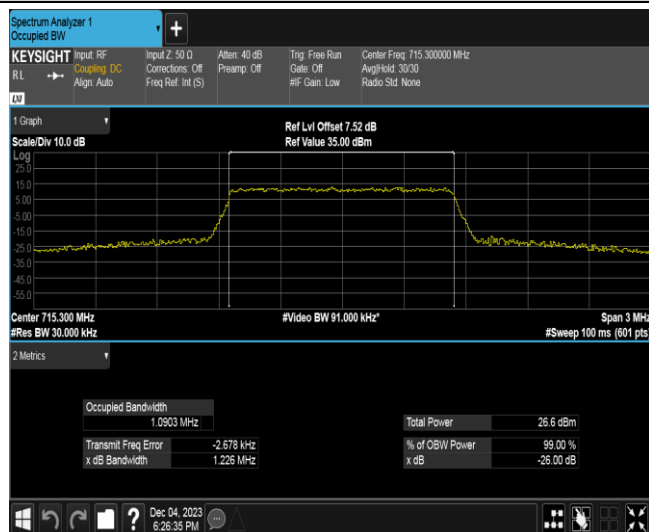 Spectrum Analyzer 1
Occupied BW
+
KEYSIGHT
RL
LXI
Input: RF
Coupling: DC
Align: Auto
Input Z: 50 Ω
Corrections: Off
Freq Ref: Int (S)
Atten: 40 dB
Preamp: Off
Trig: Free Run
Gate: Off
#IF Gain: Low
Center Freq: 715.300000 MHz
Avg|Hold: 30/30
Radio Std: None
1 Graph
Scale/Div 10.0 dB
Ref Lvl Offset 7.52 dB
Ref Value 35.00 dBm
Log
25.0
15.0
5.00
-5.00
-15.0
-25.0
-35.0
-45.0
-55.0
Center 715.300 MHz
#Res BW 30.000 kHz
#Video BW 91.000 kHz*
Span 3 MHz
#Sweep 100 ms (601 pts)
2 Metrics
Occupied Bandwidth
1.0903 MHz
Transmit Freq Error -2.678 kHz
x dB Bandwidth 1.226 MHz
Total Power 26.6 dBm
% of OBW Power 99.00 %
x dB -26.00 dB
?
Dec 04, 2023
6:26:35 PM